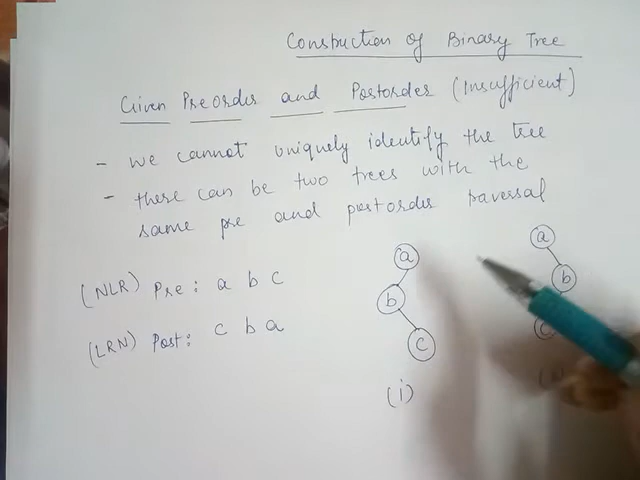 Construction of Binary Tree
Given Preorder and Postorder (Insufficient)
- we cannot uniquely identify the tree
- there can be two trees with the
same pre and postorder traversal
(NLR) Pre: a b c
(LRN) Post: c b a
a
b
c
(i)
a
b
c